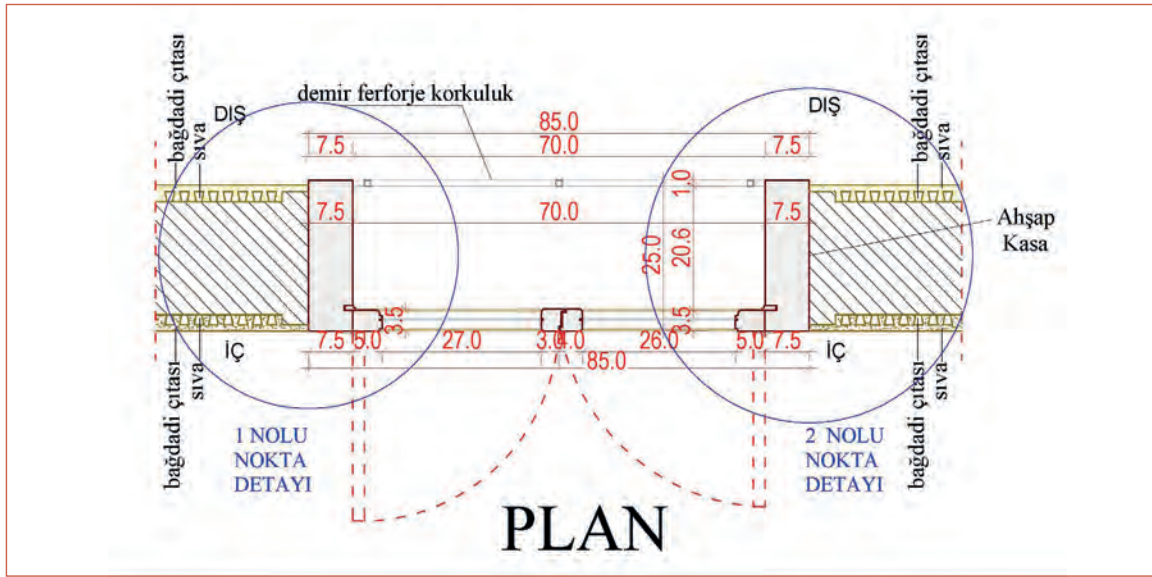 bağdadi çıtası
sıva
DIŞ
demir ferforje korkuluk
DIŞ
bağdadi çıtası
sıva
85.0
7.5
70.0
7.5
1.0
7.5
70.0
7.5
Ahşap
Kasa
25.0
20.6
3.5
3.5
İÇ
7.5
5.0
27.0
3.0
4.0
26.0
5.0
7.5
İÇ
85.0
bağdadi çıtası
sıva
bağdadi çıtası
sıva
1 NOLU
NOKTA
DETAYI
2 NOLU
NOKTA
DETAYI
PLAN